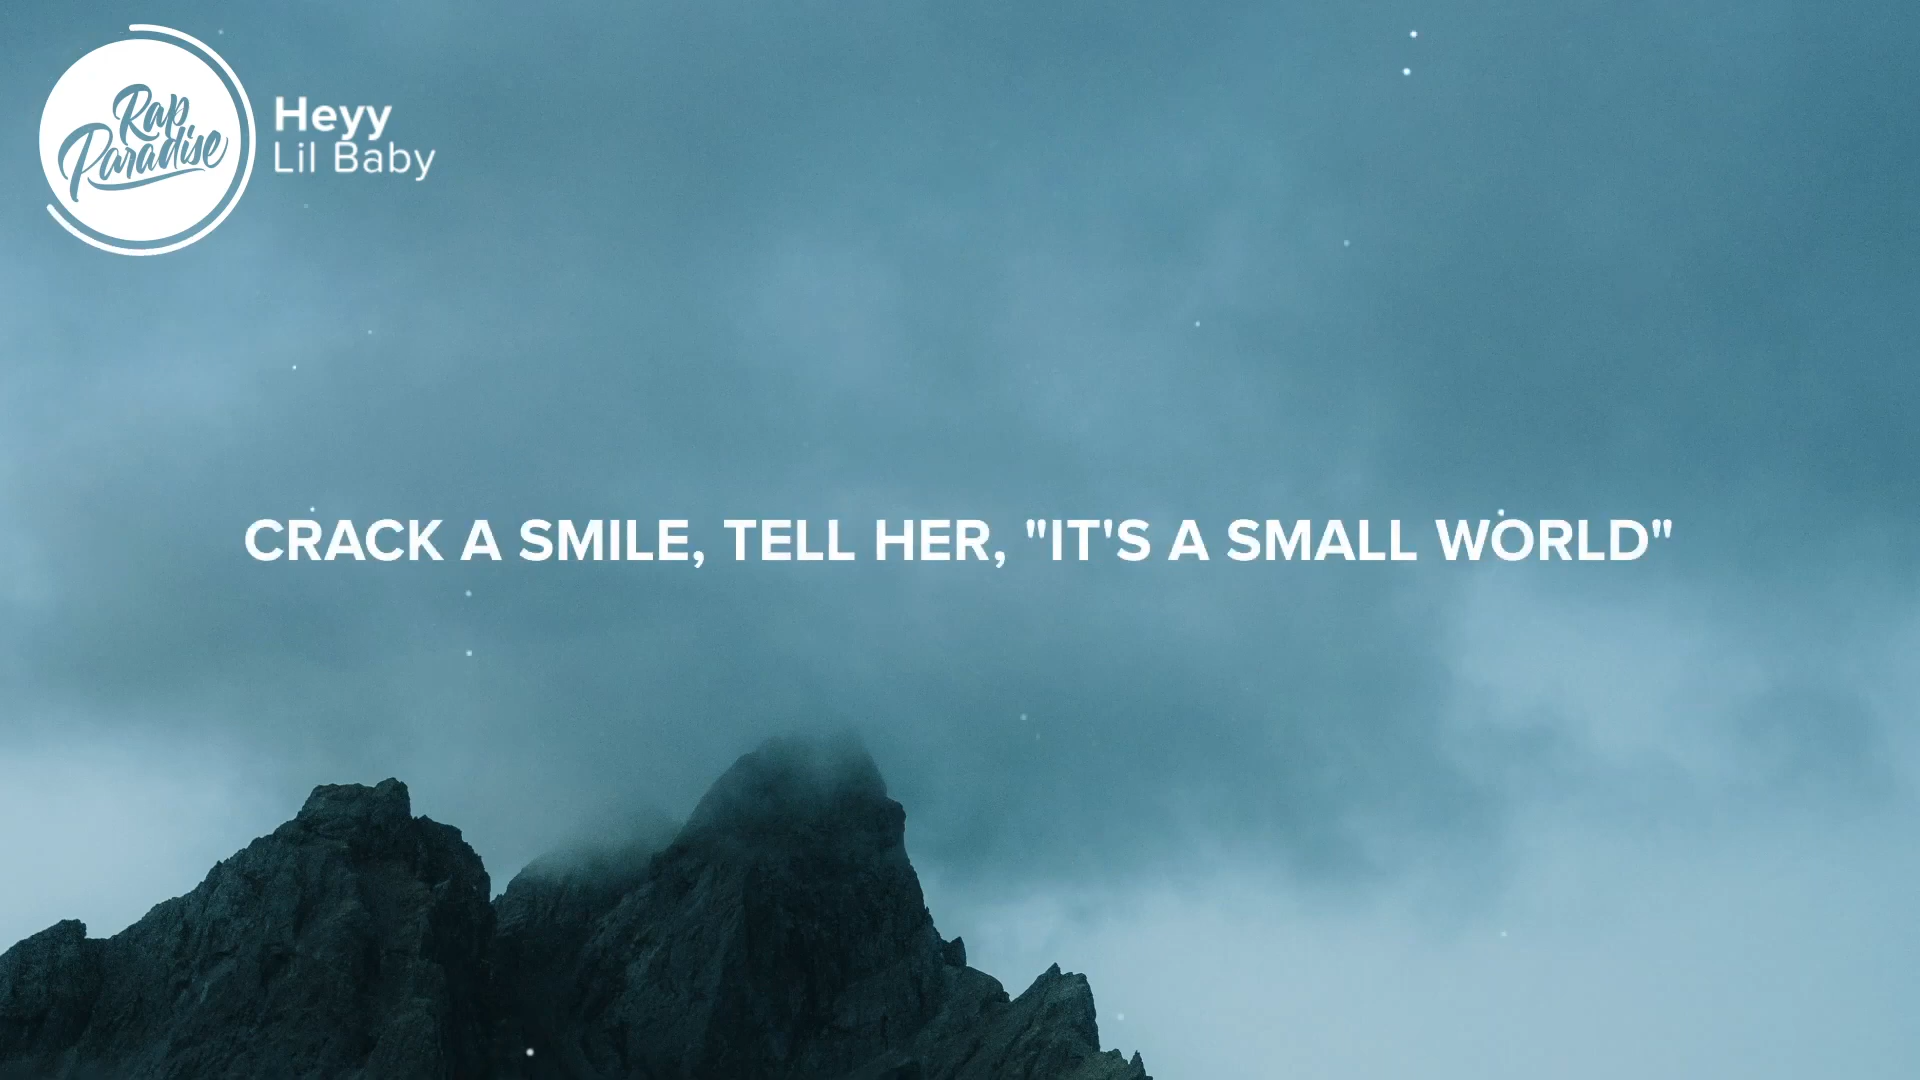 Rap
Paradise
Heyy
Lil Baby
CRACK A SMILE, TELL HER, "IT'S A SMALL WORLD"